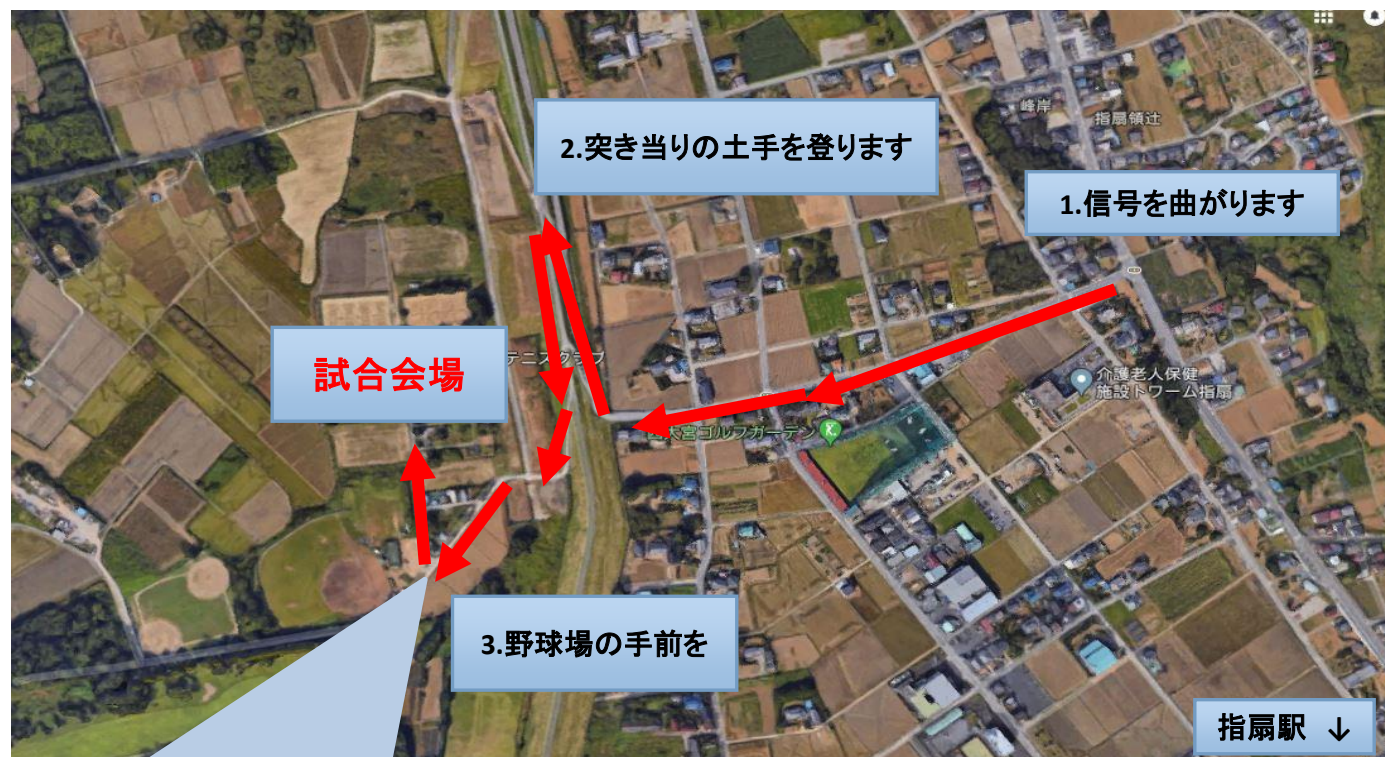 峰岸
指扇領辻
2.突き当りの土手を登ります
1.信号を曲がります
試合会場
テニスクラブ
介護老人保健
施設トワーム指扇
西大宮ゴルフガーデン
3.野球場の手前を
指扇駅 ↓